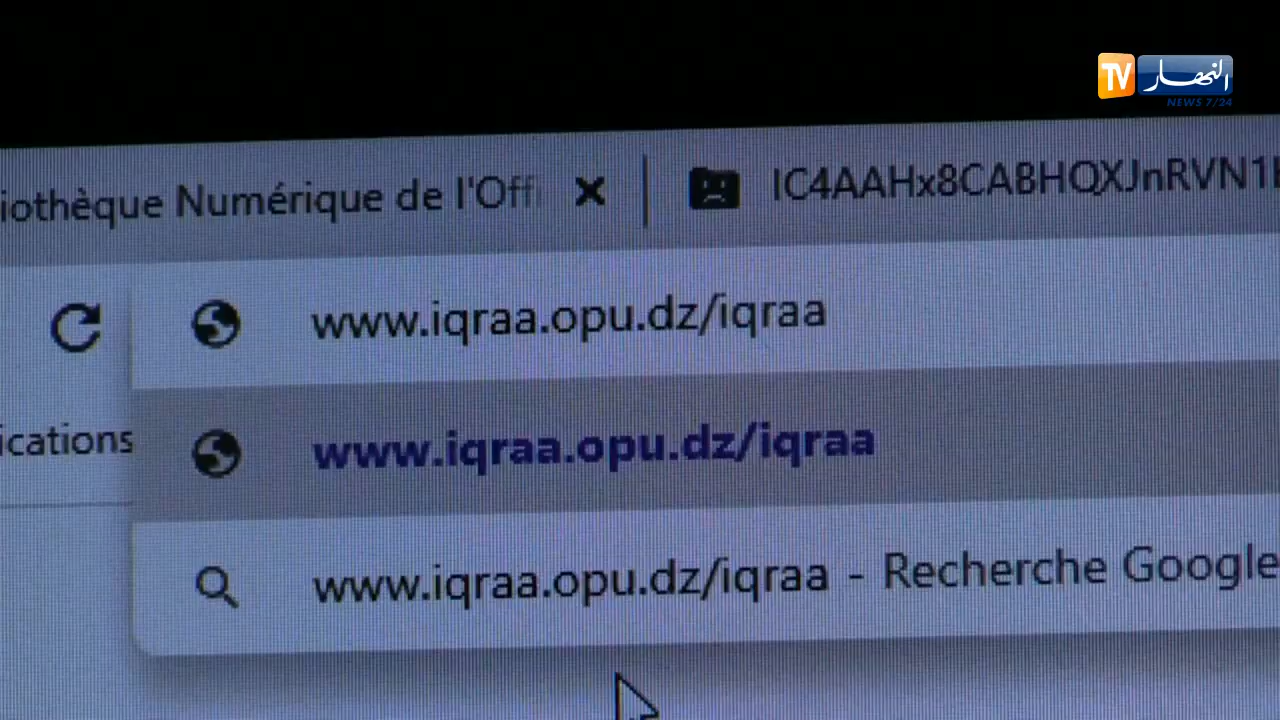 TV النهار
NEWS 7/24
iothèque Numérique de l'Offi
www.iqraa.opu.dz/iqraa
ications
www.iqraa.opu.dz/iqraa
www.iqraa.opu.dz/iqraa - Recherche Google